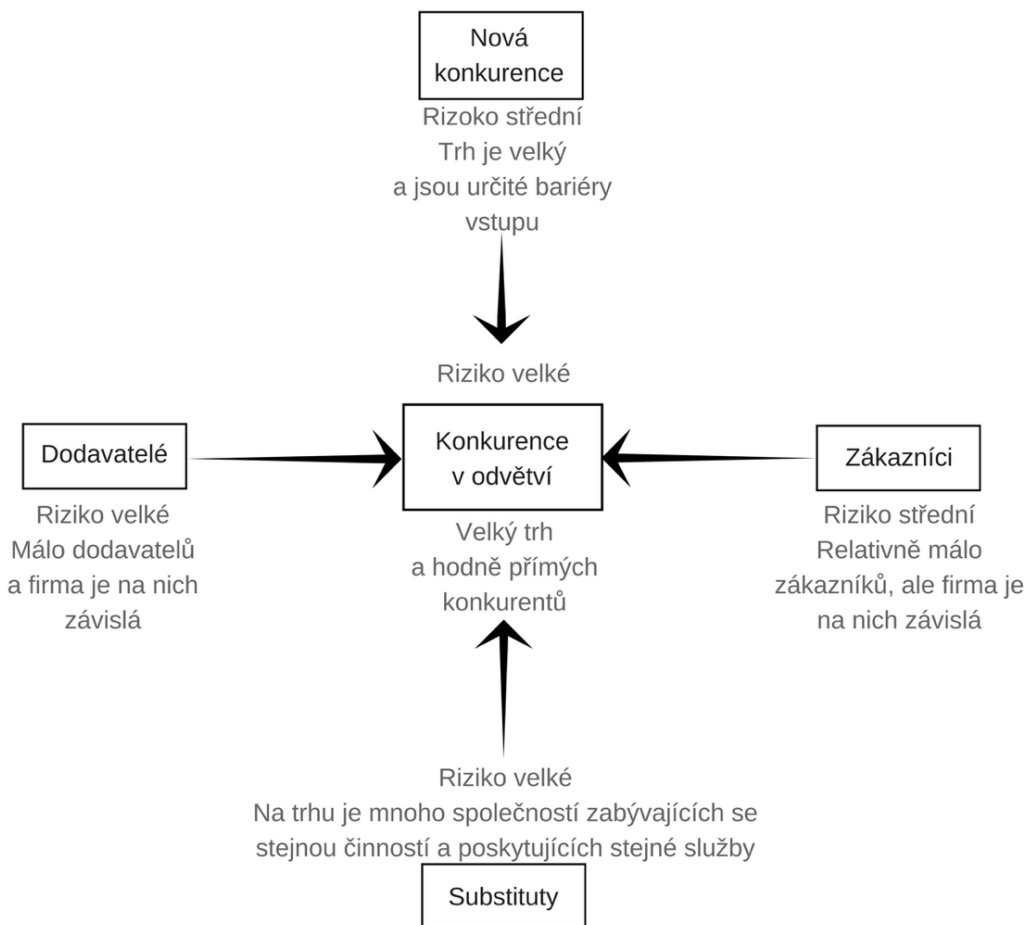 Nová
konkurence
Rizoko střední
Trh je velký
a jsou určité bariéry
vstupu
Riziko velké
Konkurence
v odvětví
Velký trh
a hodně přímých
konkurentů
Dodavatelé
Riziko velké
Málo dodavatelů
a firma je na nich
závislá
Zákazníci
Riziko střední
Relativně málo
zákazníků, ale firma je
na nich závislá
Riziko velké
Na trhu je mnoho společností zabývajících se
stejnou činností a poskytujících stejné služby
Substituty